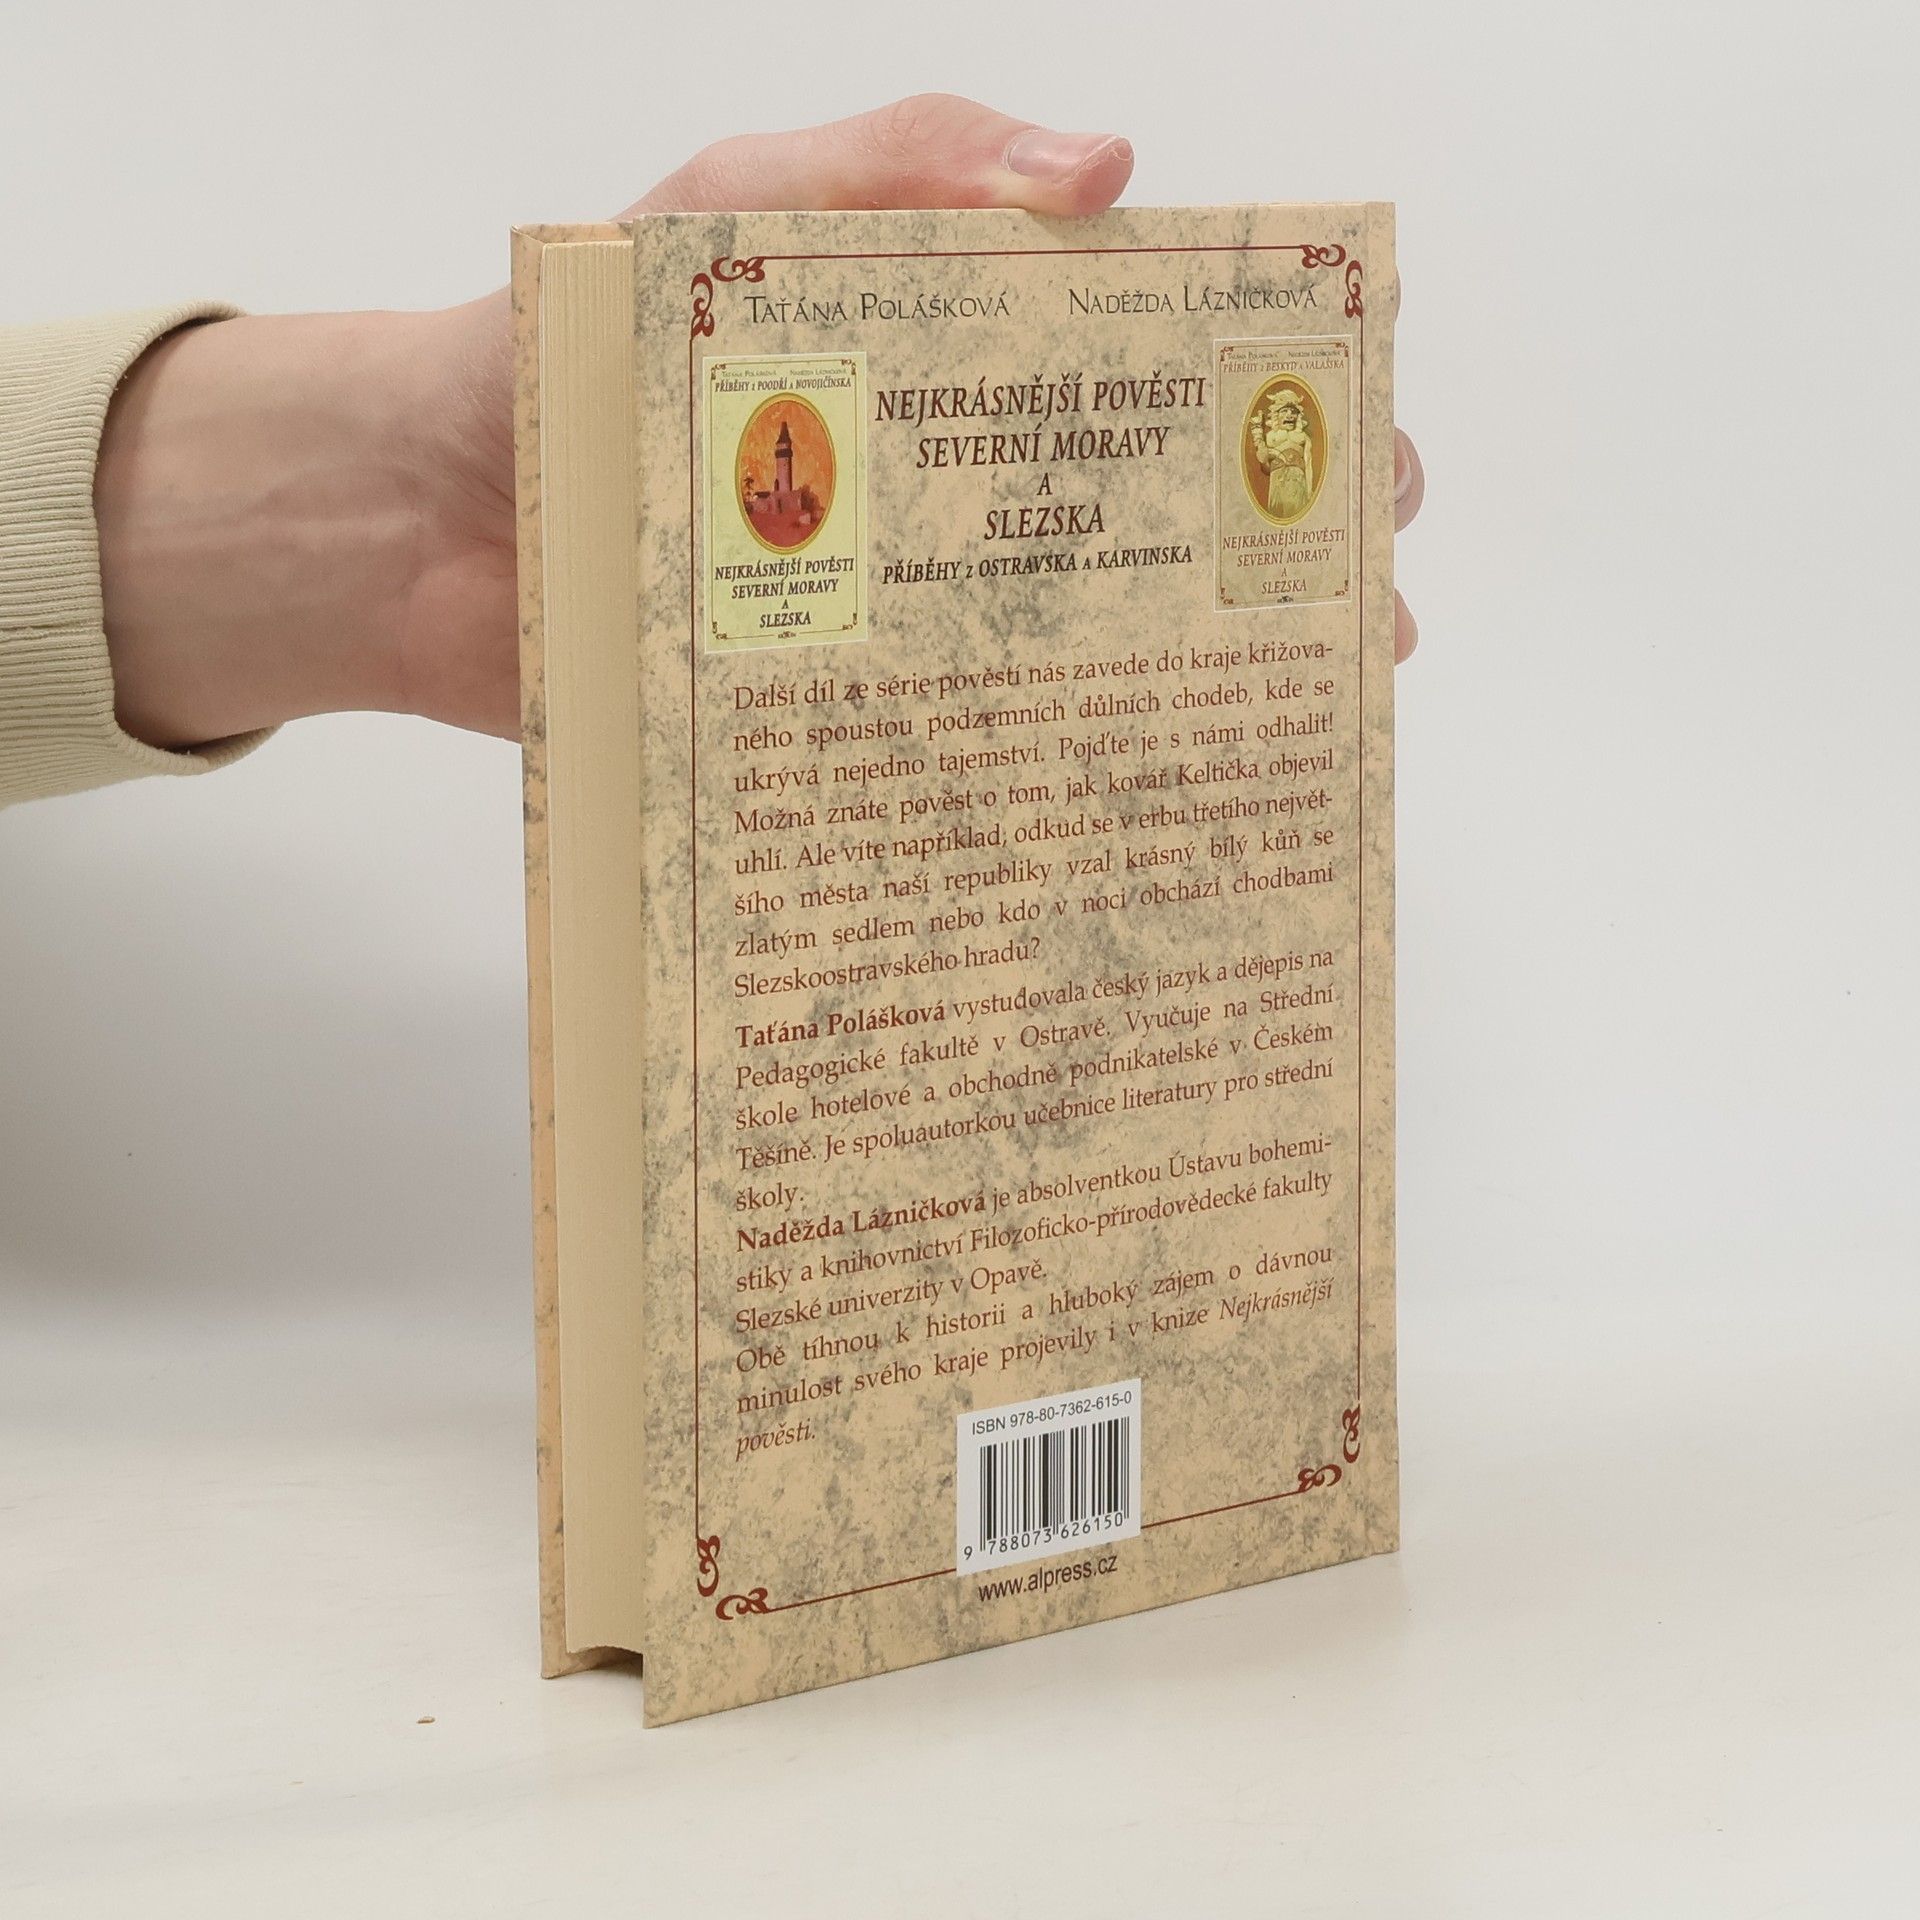 Taťána Polášková Naděžda Lázničková
Taťána Polášková Naděžda Lázničková
PŘÍBĚHY z POODŘÍ A NOVOJIČÍNSKA
NEJKRÁSNĚJŠÍ POVĚSTI
SEVERNÍ MORAVY
A
SLEZSKA
NEJKRÁSNĚJŠÍ POVĚSTI
SEVERNÍ MORAVY
A
SLEZSKA
PŘÍBĚHY z OSTRAVSKA A KARVINSKA
Taťána Polášková Naděžda Lázničková
PŘÍBĚHY z BESKYD A VALAŠSKA
NEJKRÁSNĚJŠÍ POVĚSTI
SEVERNÍ MORAVY
A
SLEZSKA
Další díl ze série pověstí nás zavede do kraje křižova-
ného spoustou podzemních důlních chodeb, kde se
ukrývá nejedno tajemství. Pojďte je s námi odhalit!
Možná znáte pověst o tom, jak kovář Keltička objevil
uhlí. Ale víte například, odkud se v erbu třetího největ-
šího města naší republiky vzal krásný bílý kůň se
zlatým sedlem nebo kdo v noci obchází chodbami
Slezskoostravského hradu?
Taťána Polášková vystudovala český jazyk a dějepis na
Pedagogické fakultě v Ostravě. Vyučuje na Střední
škole hotelové a obchodně podnikatelské v Českém
Těšíně. Je spoluautorkou učebnice literatury pro střední
školy.
Naděžda Lázničková je absolventkou Ústavu bohemi-
stiky a knihovnictví Filozoficko-přírodovědecké fakulty
Slezské univerzity v Opavě.
Obě tíhnou k historii a hluboký zájem o dávnou
minulost svého kraje projevily i v knize Nejkrásnější
pověsti.
ISBN 978-80-7362-615-0
9 788073 626150
www.alpress.cz